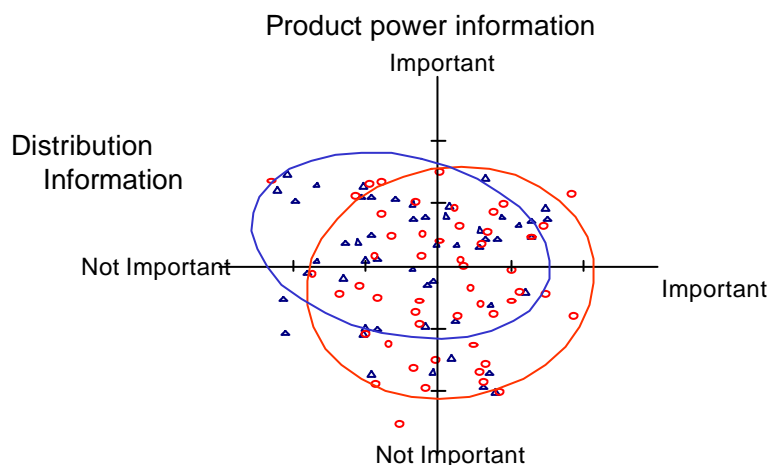 Product power information
Important
Distribution
Information
Not Important
Important
Not Important